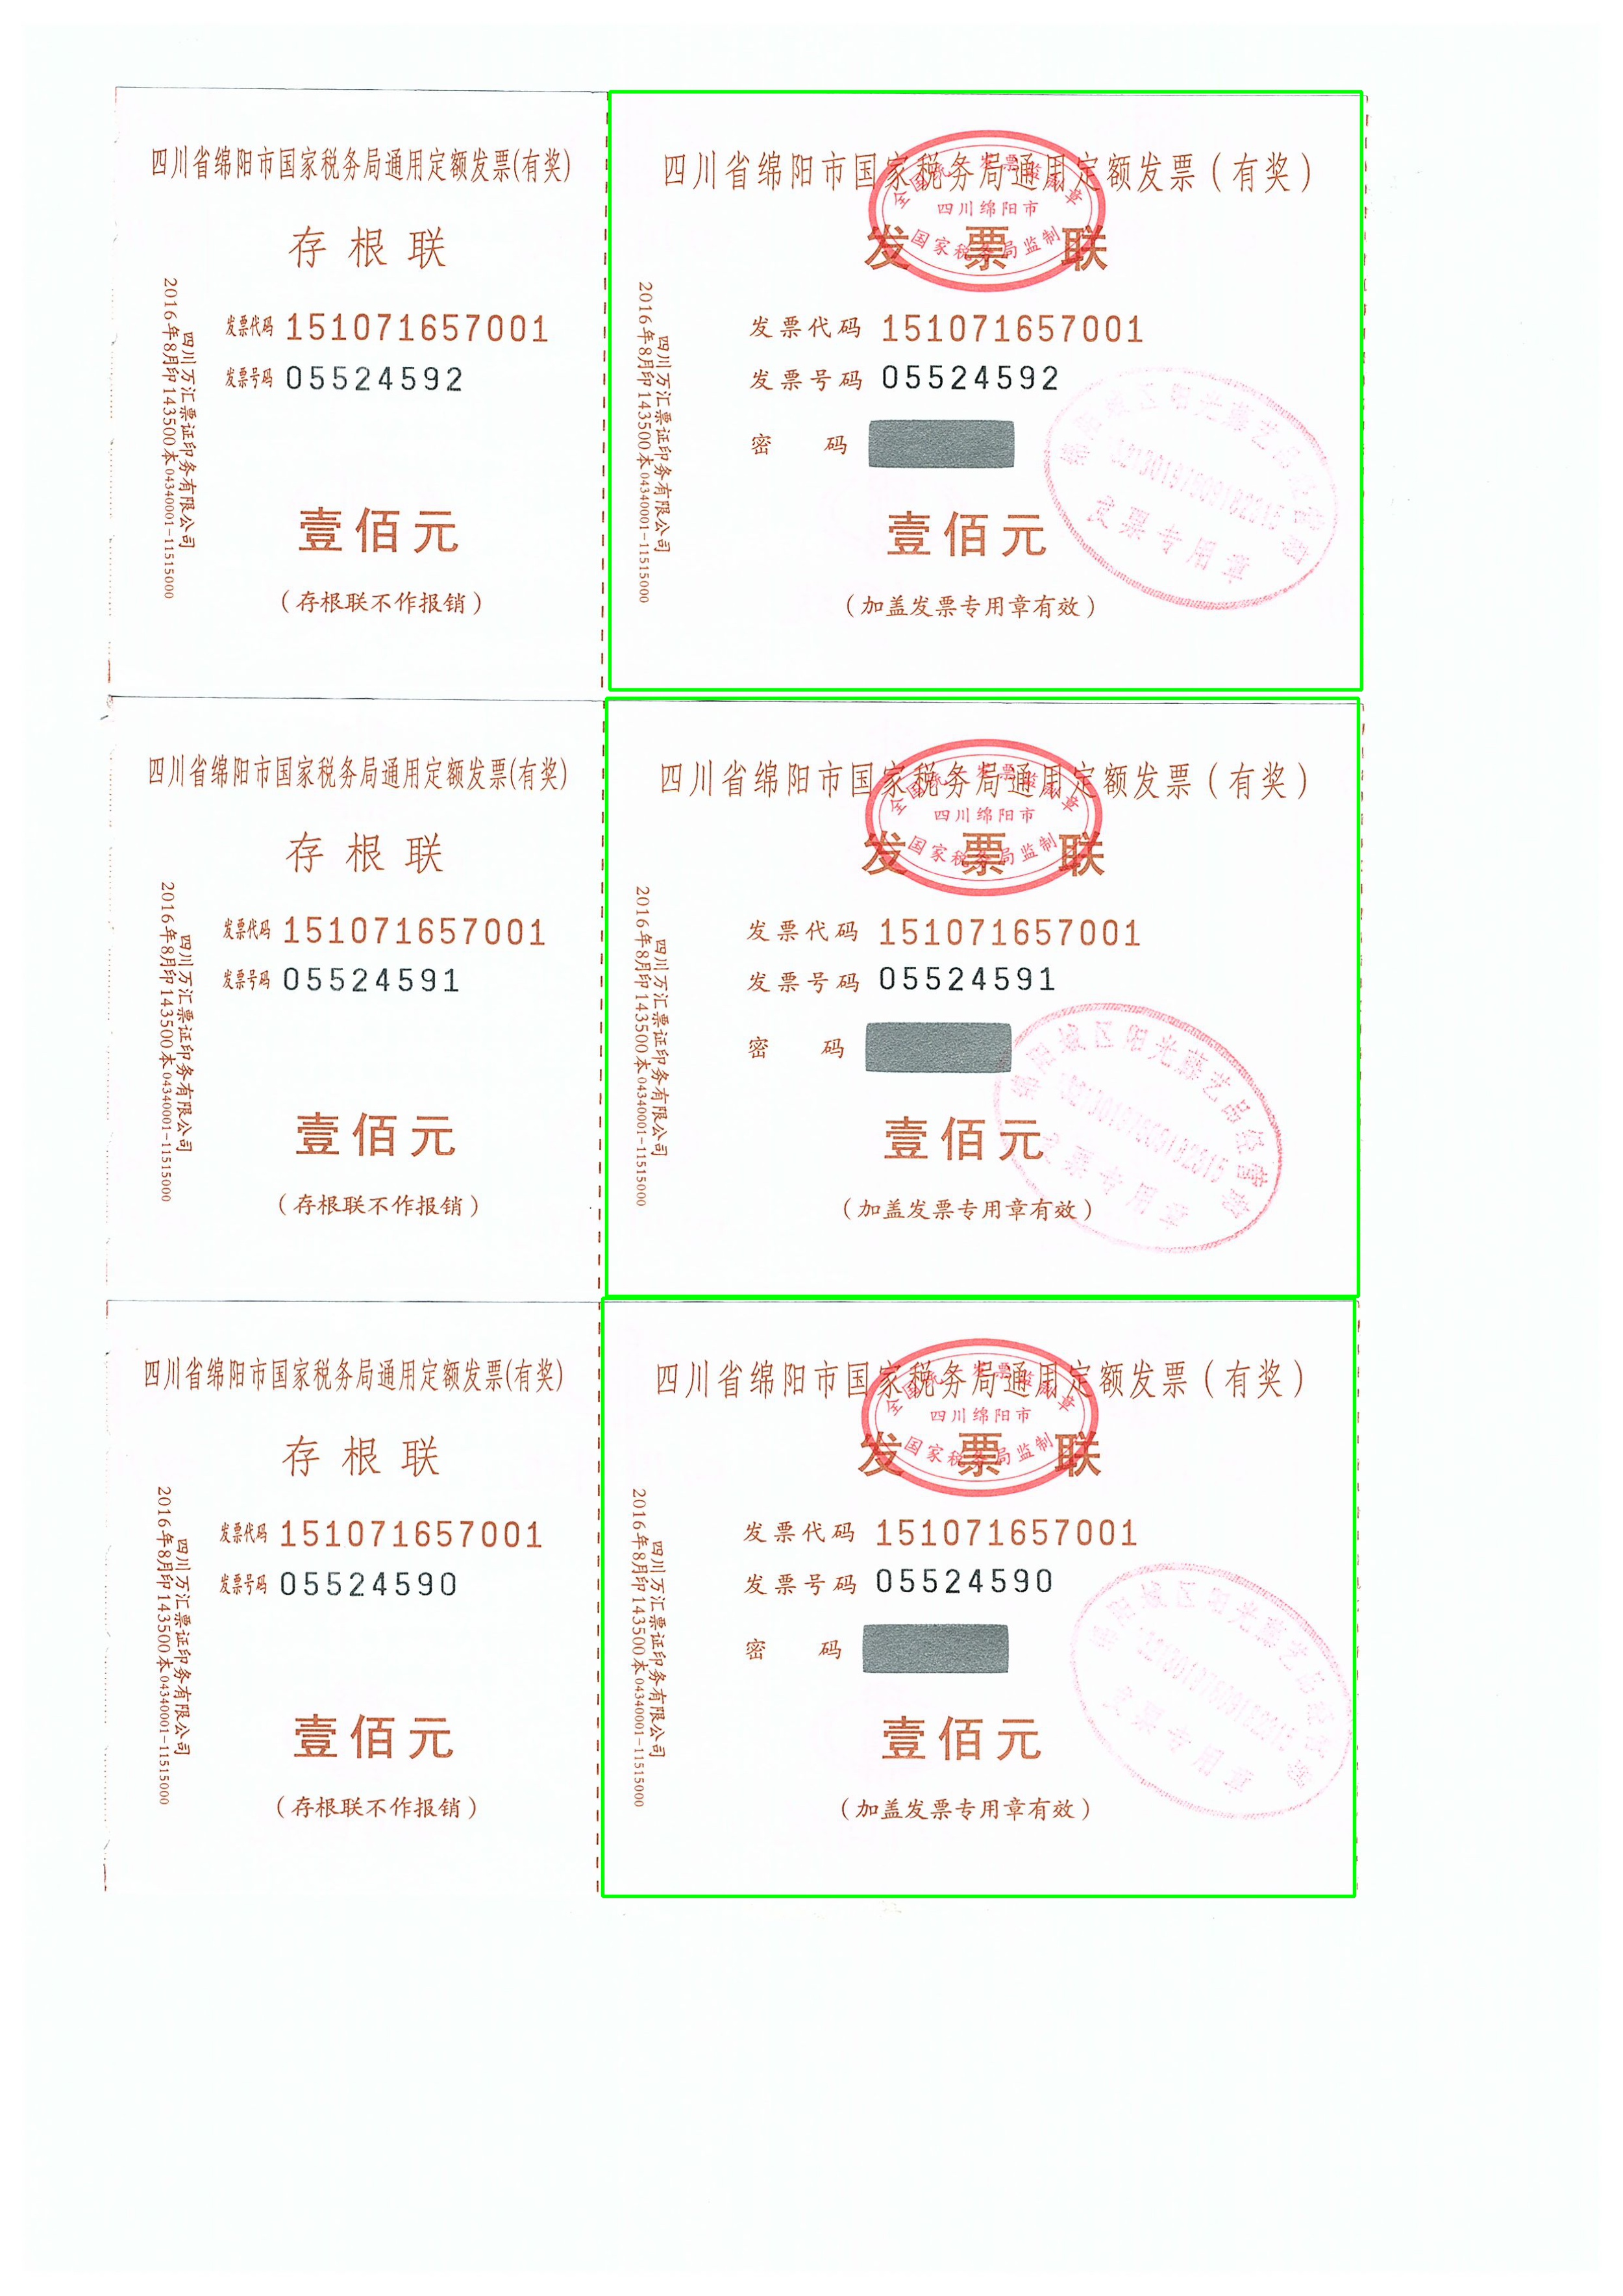 四川省绵阳市国家税务局通用定额发票(有奖)
存根联
发票代码 151071657001
发票号码 05524592
壹佰元
(存根联不作报销)
四川万汇票证印务有限公司
2016年8月印143500本04340001-11515000
四川省绵阳市国家税务局通用定额发票(有奖)
全国统一发票监制章
四川绵阳市
国家税务局监制
发票联
发票代码 151071657001
发票号码 05524592
密码
壹佰元
(加盖发票专用章有效)
发票专用章
四川万汇票证印务有限公司
2016年8月印143500本04340001-11515000
四川省绵阳市国家税务局通用定额发票(有奖)
存根联
发票代码 151071657001
发票号码 05524591
壹佰元
(存根联不作报销)
四川万汇票证印务有限公司
2016年8月印143500本04340001-11515000
四川省绵阳市国家税务局通用定额发票(有奖)
全国统一发票监制章
四川绵阳市
国家税务局监制
发票联
发票代码 151071657001
发票号码 05524591
密码
壹佰元
(加盖发票专用章有效)
发票专用章
四川万汇票证印务有限公司
2016年8月印143500本04340001-11515000
四川省绵阳市国家税务局通用定额发票(有奖)
存根联
发票代码 151071657001
发票号码 05524590
壹佰元
(存根联不作报销)
四川万汇票证印务有限公司
2016年8月印143500本04340001-11515000
四川省绵阳市国家税务局通用定额发票(有奖)
全国统一发票监制章
四川绵阳市
国家税务局监制
发票联
发票代码 151071657001
发票号码 05524590
密码
壹佰元
(加盖发票专用章有效)
发票专用章
四川万汇票证印务有限公司
2016年8月印143500本04340001-11515000